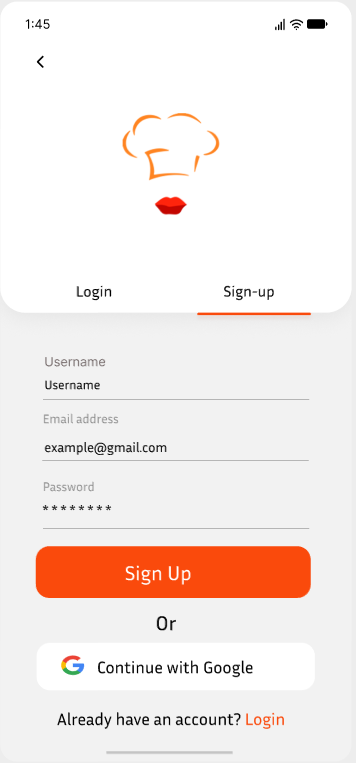 1:45
Login Sign-up
Username
Username
Email address
example@gmail.com
Password
* * * * * * * *
Sign Up
Or
Continue with Google
Already have an account? Login